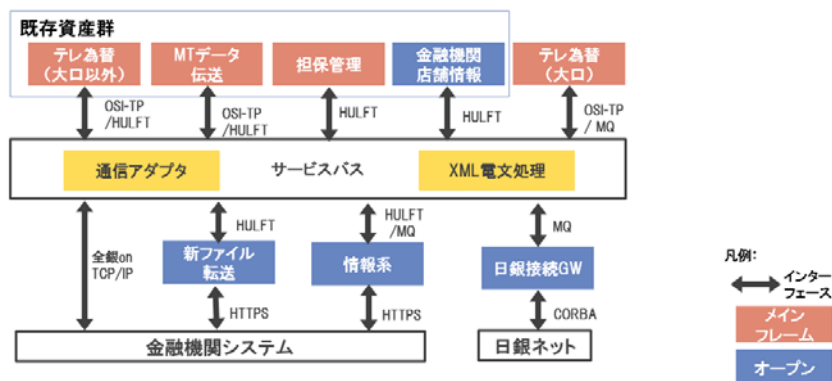 既存資産群
テレ為替
(大口以外)
MTデータ
伝送
担保管理
金融機関
店舗情報
テレ為替
(大口)
OSI-TP
/HULFT
OSI-TP
/HULFT
HULFT
HULFT
OSI-TP
/ MQ
通信アダプタ
サービスバス
XML電文処理
全銀on
TCP/IP
HULFT
HULFT
/MQ
MQ
新ファイル
転送
情報系
日銀接続GW
HTTPS
HTTPS
CORBA
金融機関システム
日銀ネット
凡例:
インター
フェース
メイン
フレーム
オープン